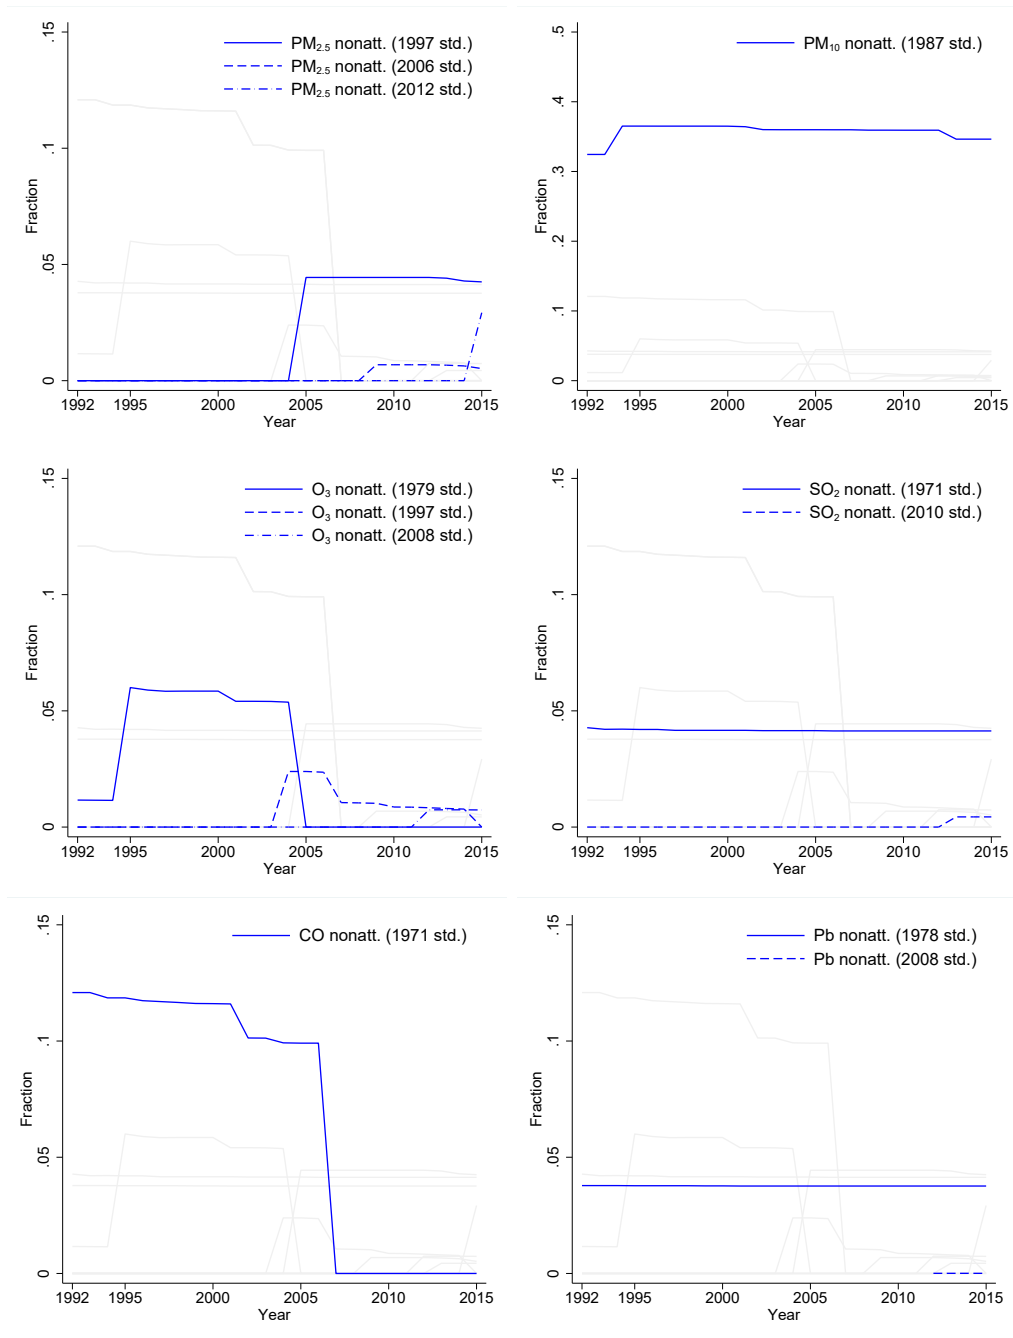 PM2.5 nonatt. (1997 std.)
PM2.5 nonatt. (2006 std.)
PM2.5 nonatt. (2012 std.)
.15
.1
.05
0
Fraction
1992 1995 2000 2005 2010 2015
Year
PM10 nonatt. (1987 std.)
.5
.4
.3
.2
.1
0
Fraction
1992 1995 2000 2005 2010 2015
Year
O3 nonatt. (1979 std.)
O3 nonatt. (1997 std.)
O3 nonatt. (2008 std.)
.15
.1
.05
0
Fraction
1992 1995 2000 2005 2010 2015
Year
SO2 nonatt. (1971 std.)
SO2 nonatt. (2010 std.)
.15
.1
.05
0
Fraction
1992 1995 2000 2005 2010 2015
Year
CO nonatt. (1971 std.)
.15
.1
.05
0
Fraction
1992 1995 2000 2005 2010 2015
Year
Pb nonatt. (1978 std.)
Pb nonatt. (2008 std.)
.15
.1
.05
0
Fraction
1992 1995 2000 2005 2010 2015
Year